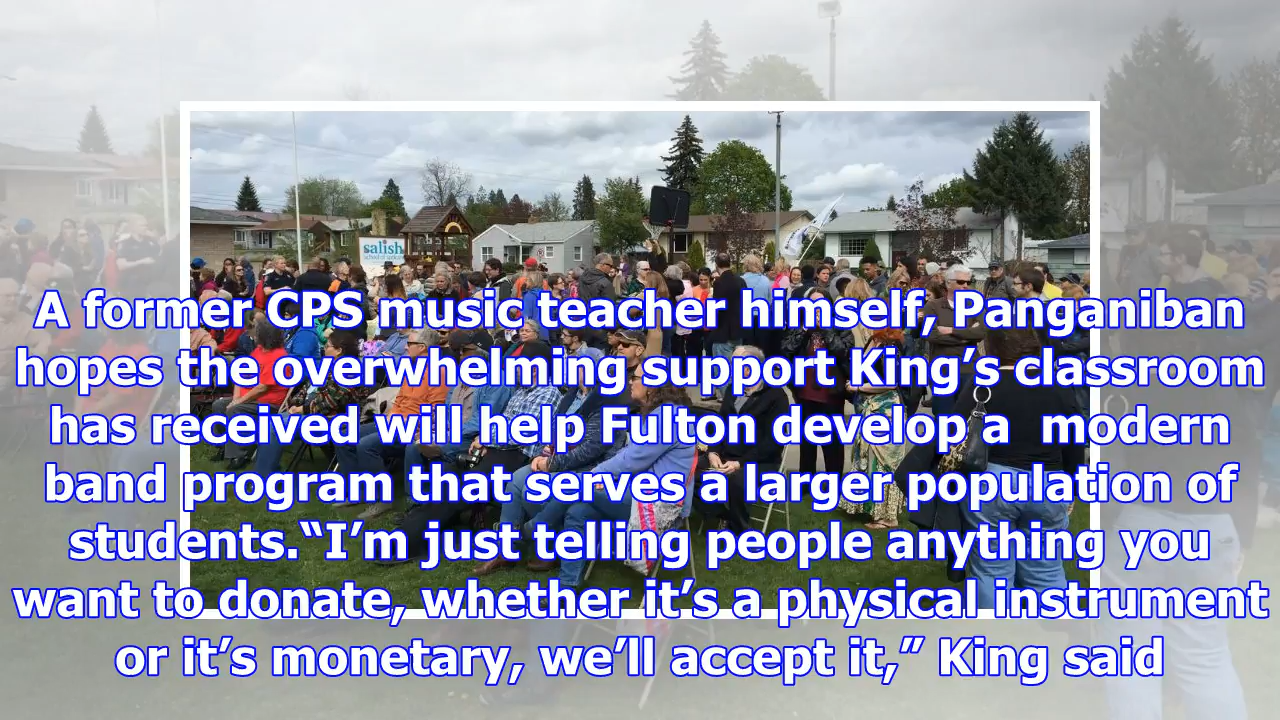 salish
A former CPS music teacher himself, Panganiban
hopes the overwhelming support King’s classroom
has received will help Fulton develop a  modern
band program that serves a larger population of
students.“I’m just telling people anything you
want to donate, whether it’s a physical instrument
or it’s monetary, we’ll accept it,” King said